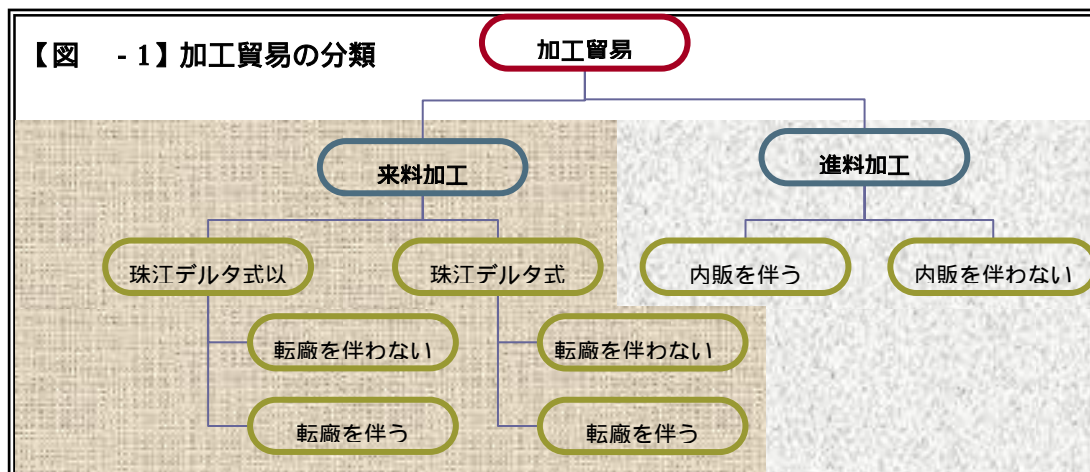 【図 -1】加工貿易の分類
加工貿易
来料加工
進料加工
珠江デルタ式以
珠江デルタ式
内販を伴う
内販を伴わない
転廠を伴わない
転廠を伴わない
転廠を伴う
転廠を伴う